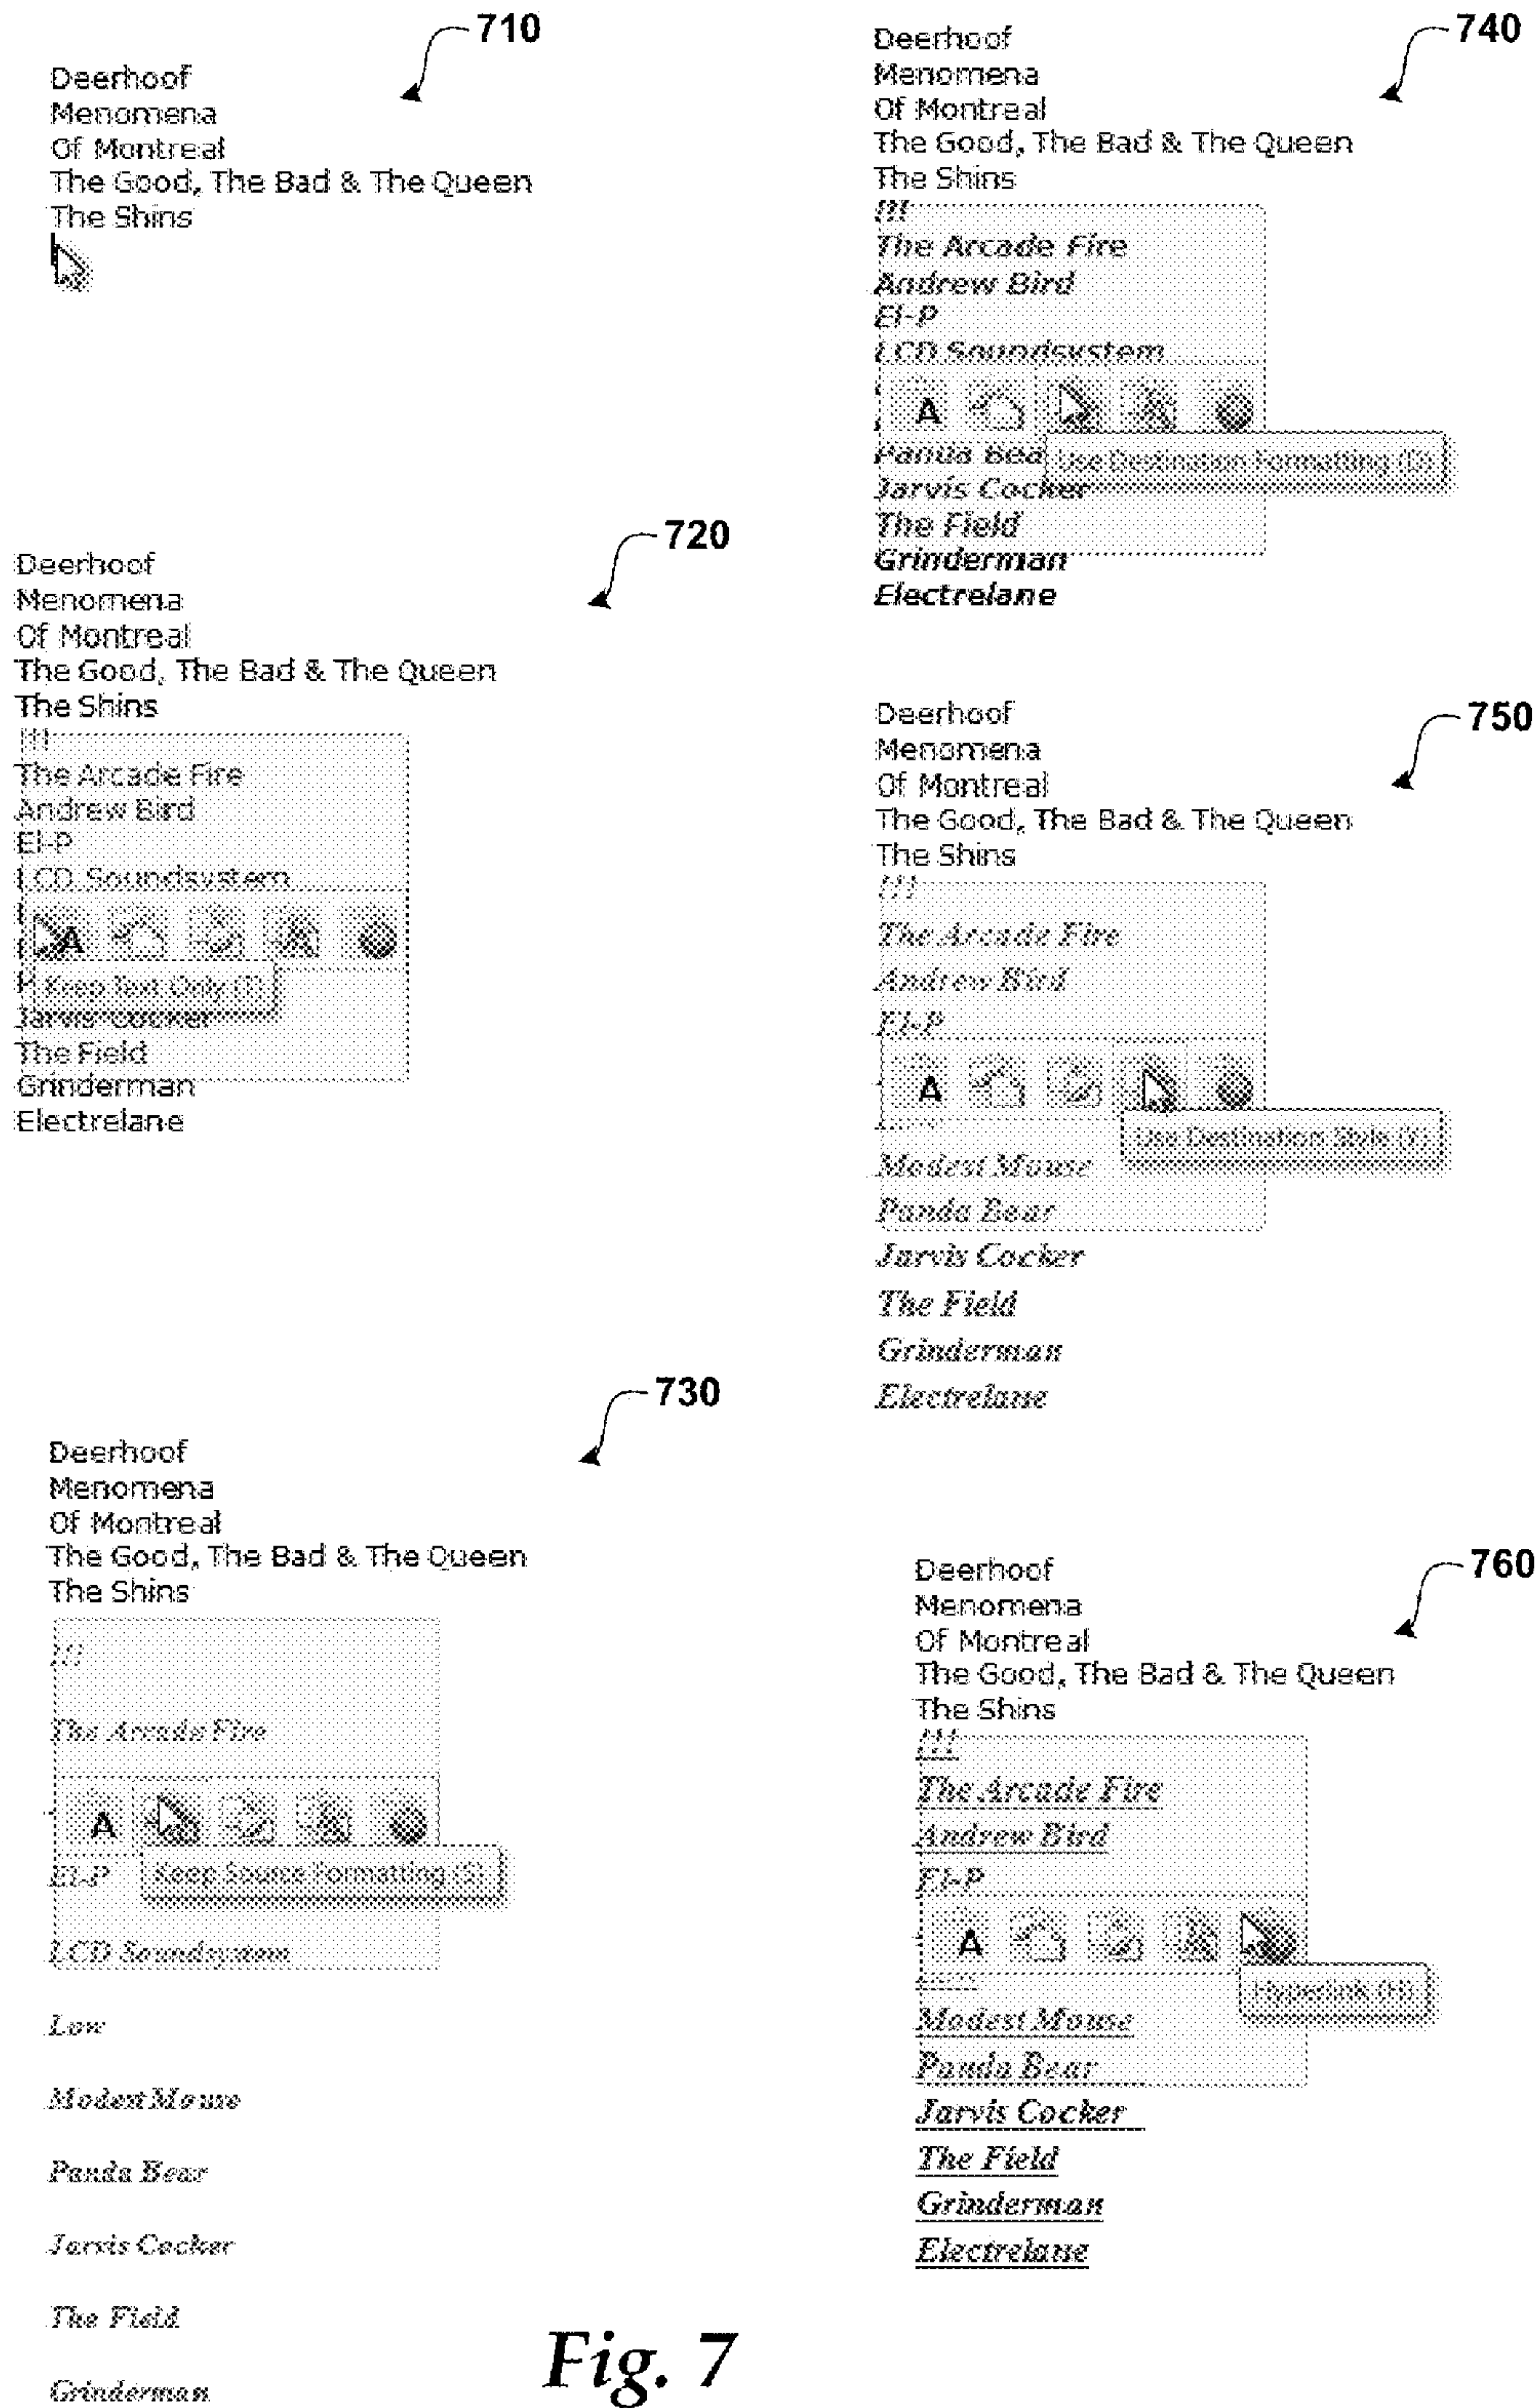 710
Deerhoof
Menomena
Of Montreal
The Good, The Bad & The Queen
The Shins
720
Deerhoof
Menomena
Of Montreal
The Good, The Bad & The Queen
The Shins
!!!
The Arcade Fire
Andrew Bird
El-P
LCD Soundsystem
A
Keep Text Only (T)
Jarvis Cocker
The Field
Grinderman
Electrelane
730
Deerhoof
Menomena
Of Montreal
The Good, The Bad & The Queen
The Shins
!!!
The Arcade Fire
A
El-P
Keep Source Formatting (S)
LCD Soundsystem
Low
Modest Mouse
Panda Bear
Jarvis Cocker
The Field
Grinderman
740
Deerhoof
Menomena
Of Montreal
The Good, The Bad & The Queen
The Shins
!!!
The Arcade Fire
Andrew Bird
El-P
LCD Soundsystem
A
Panda Bea
Use Destination Formatting (D)
Jarvis Cocker
The Field
Grinderman
Electrelane
750
Deerhoof
Menomena
Of Montreal
The Good, The Bad & The Queen
The Shins
!!!
The Arcade Fire
Andrew Bird
El-P
A
Use Destination Style (Y)
Modest Mouse
Panda Bear
Jarvis Cocker
The Field
Grinderman
Electrelane
760
Deerhoof
Menomena
Of Montreal
The Good, The Bad & The Queen
The Shins
!!!
The Arcade Fire
Andrew Bird
El-P
A
Hyperlink (H)
Modest Mouse
Panda Bear
Jarvis Cocker
The Field
Grinderman
Electrelane
Fig. 7